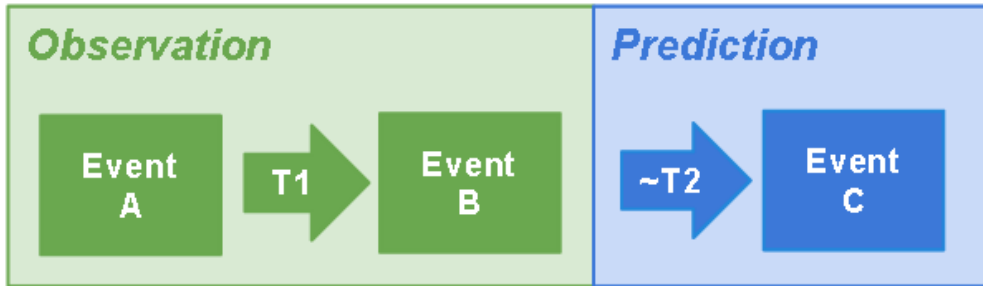 Observation
Prediction
Event
A
T1
Event
B
~T2
Event
C